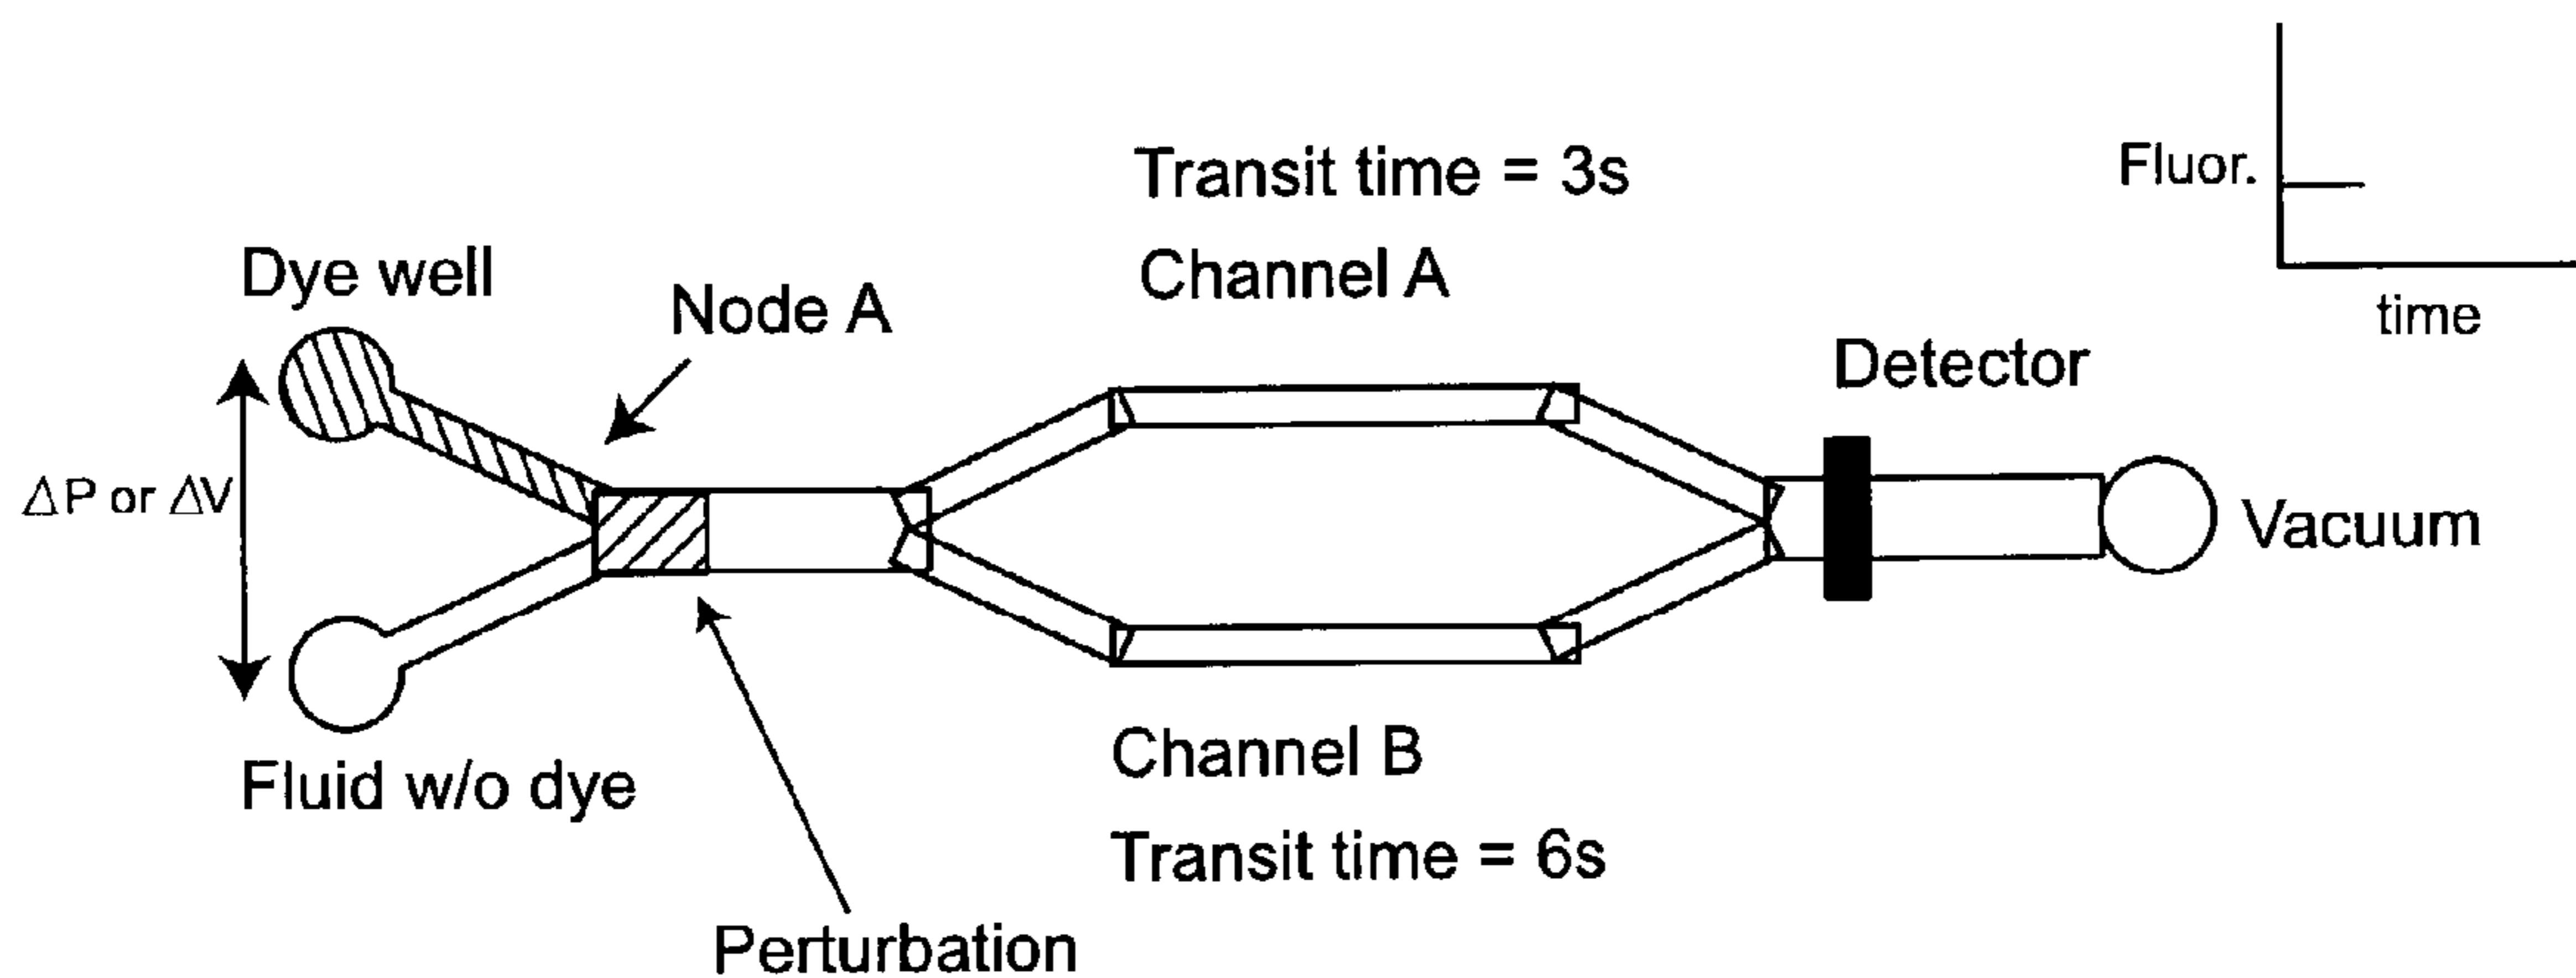 Fluor.
time
Transit time = 3s
Channel A
Dye well
Node A
Detector
ΔP or ΔV
Vacuum
Fluid w/o dye
Channel B
Transit time = 6s
Perturbation